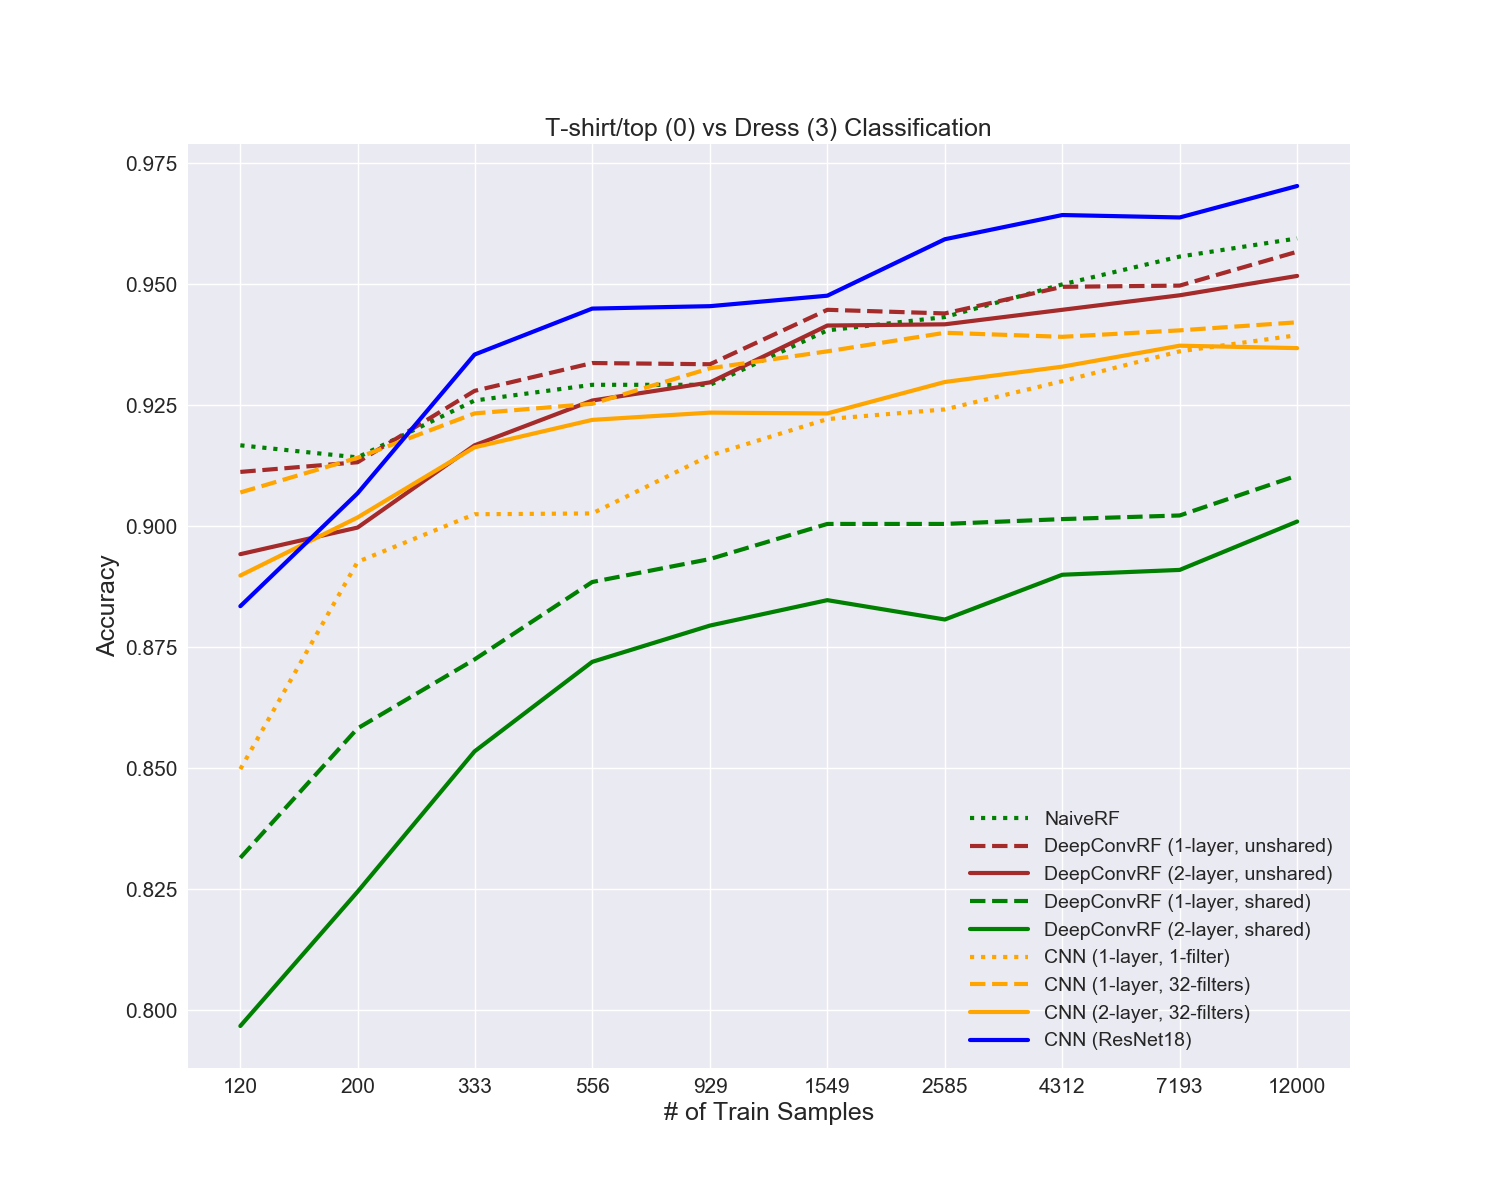 T-shirt/top (0) vs Dress (3) Classification
Accuracy
0.975
0.950
0.925
0.900
0.875
0.850
0.825
0.800
NaiveRF
DeepConvRF (1-layer, unshared)
DeepConvRF (2-layer, unshared)
DeepConvRF (1-layer, shared)
DeepConvRF (2-layer, shared)
CNN (1-layer, 1-filter)
CNN (1-layer, 32-filters)
CNN (2-layer, 32-filters)
CNN (ResNet18)
120 200 333 556 929 1549 2585 4312 7193 12000
# of Train Samples